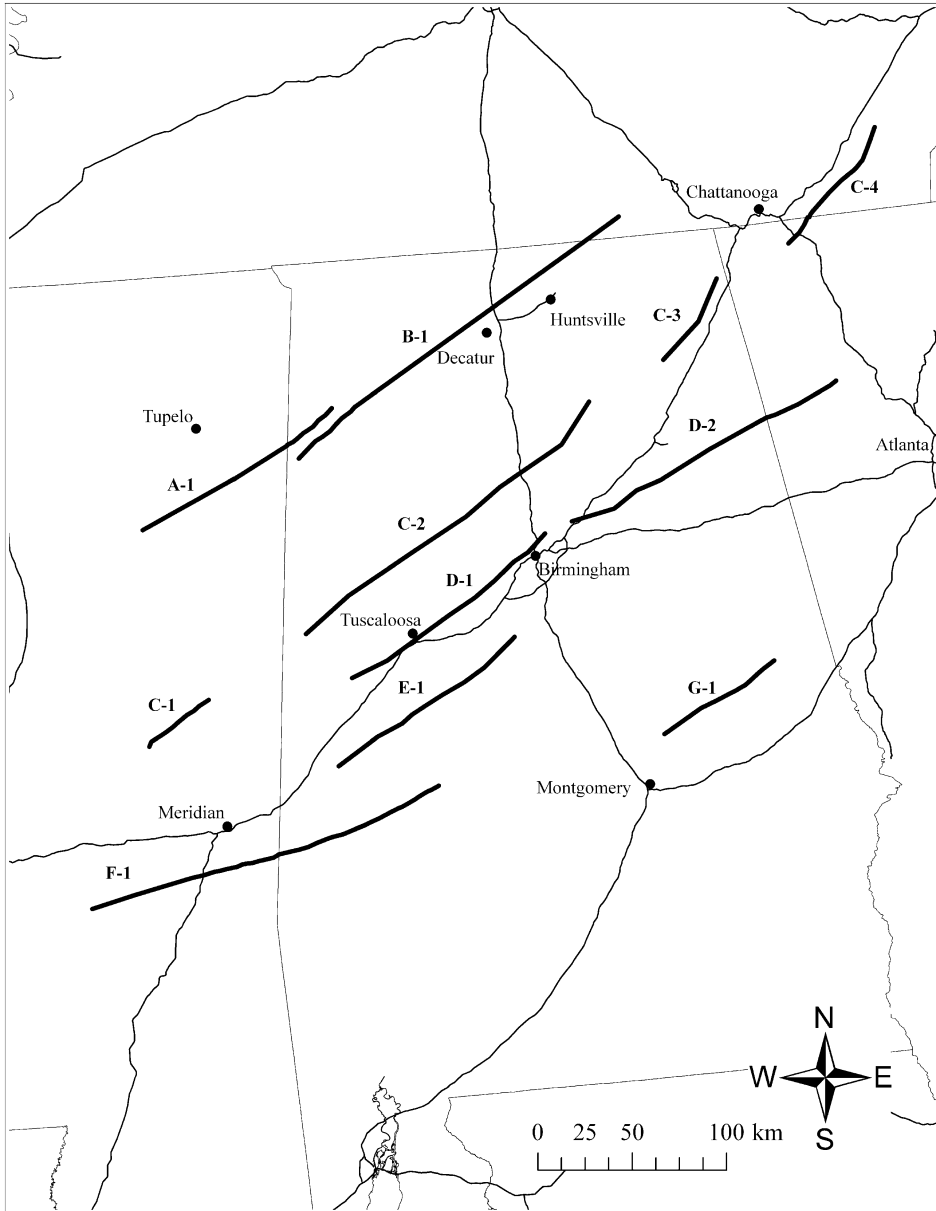 Chattanooga
C-4
Huntsville
C-3
B-1
Decatur
Tupelo
D-2
Atlanta
A-1
C-2
Birmingham
D-1
Tuscaloosa
E-1
G-1
C-1
Montgomery
Meridian
F-1
N
W E
S
0 25 50 100 km